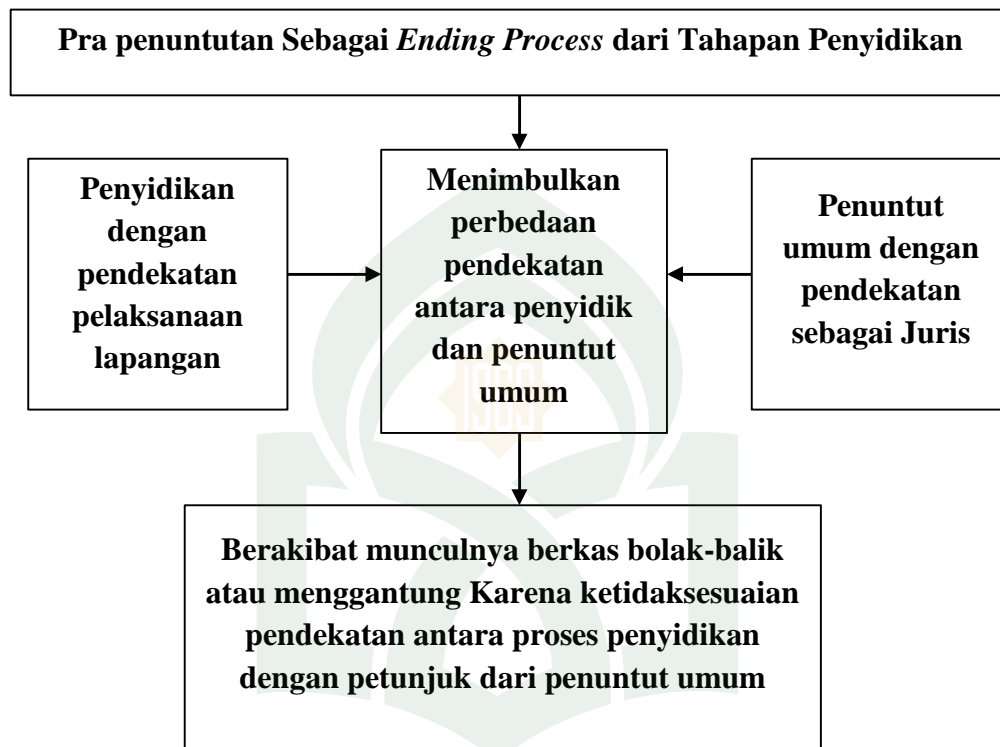 Pra penuntutan Sebagai Ending Process dari Tahapan Penyidikan
Penyidikan
dengan
pendekatan
pelaksanaan
lapangan
Menimbulkan
perbedaan
pendekatan
antara penyidik
dan penuntut
umum
Penuntut
umum dengan
pendekatan
sebagai Juris
Berakibat munculnya berkas bolak-balik
atau menggantung Karena ketidaksesuaian
pendekatan antara proses penyidikan
dengan petunjuk dari penuntut umum